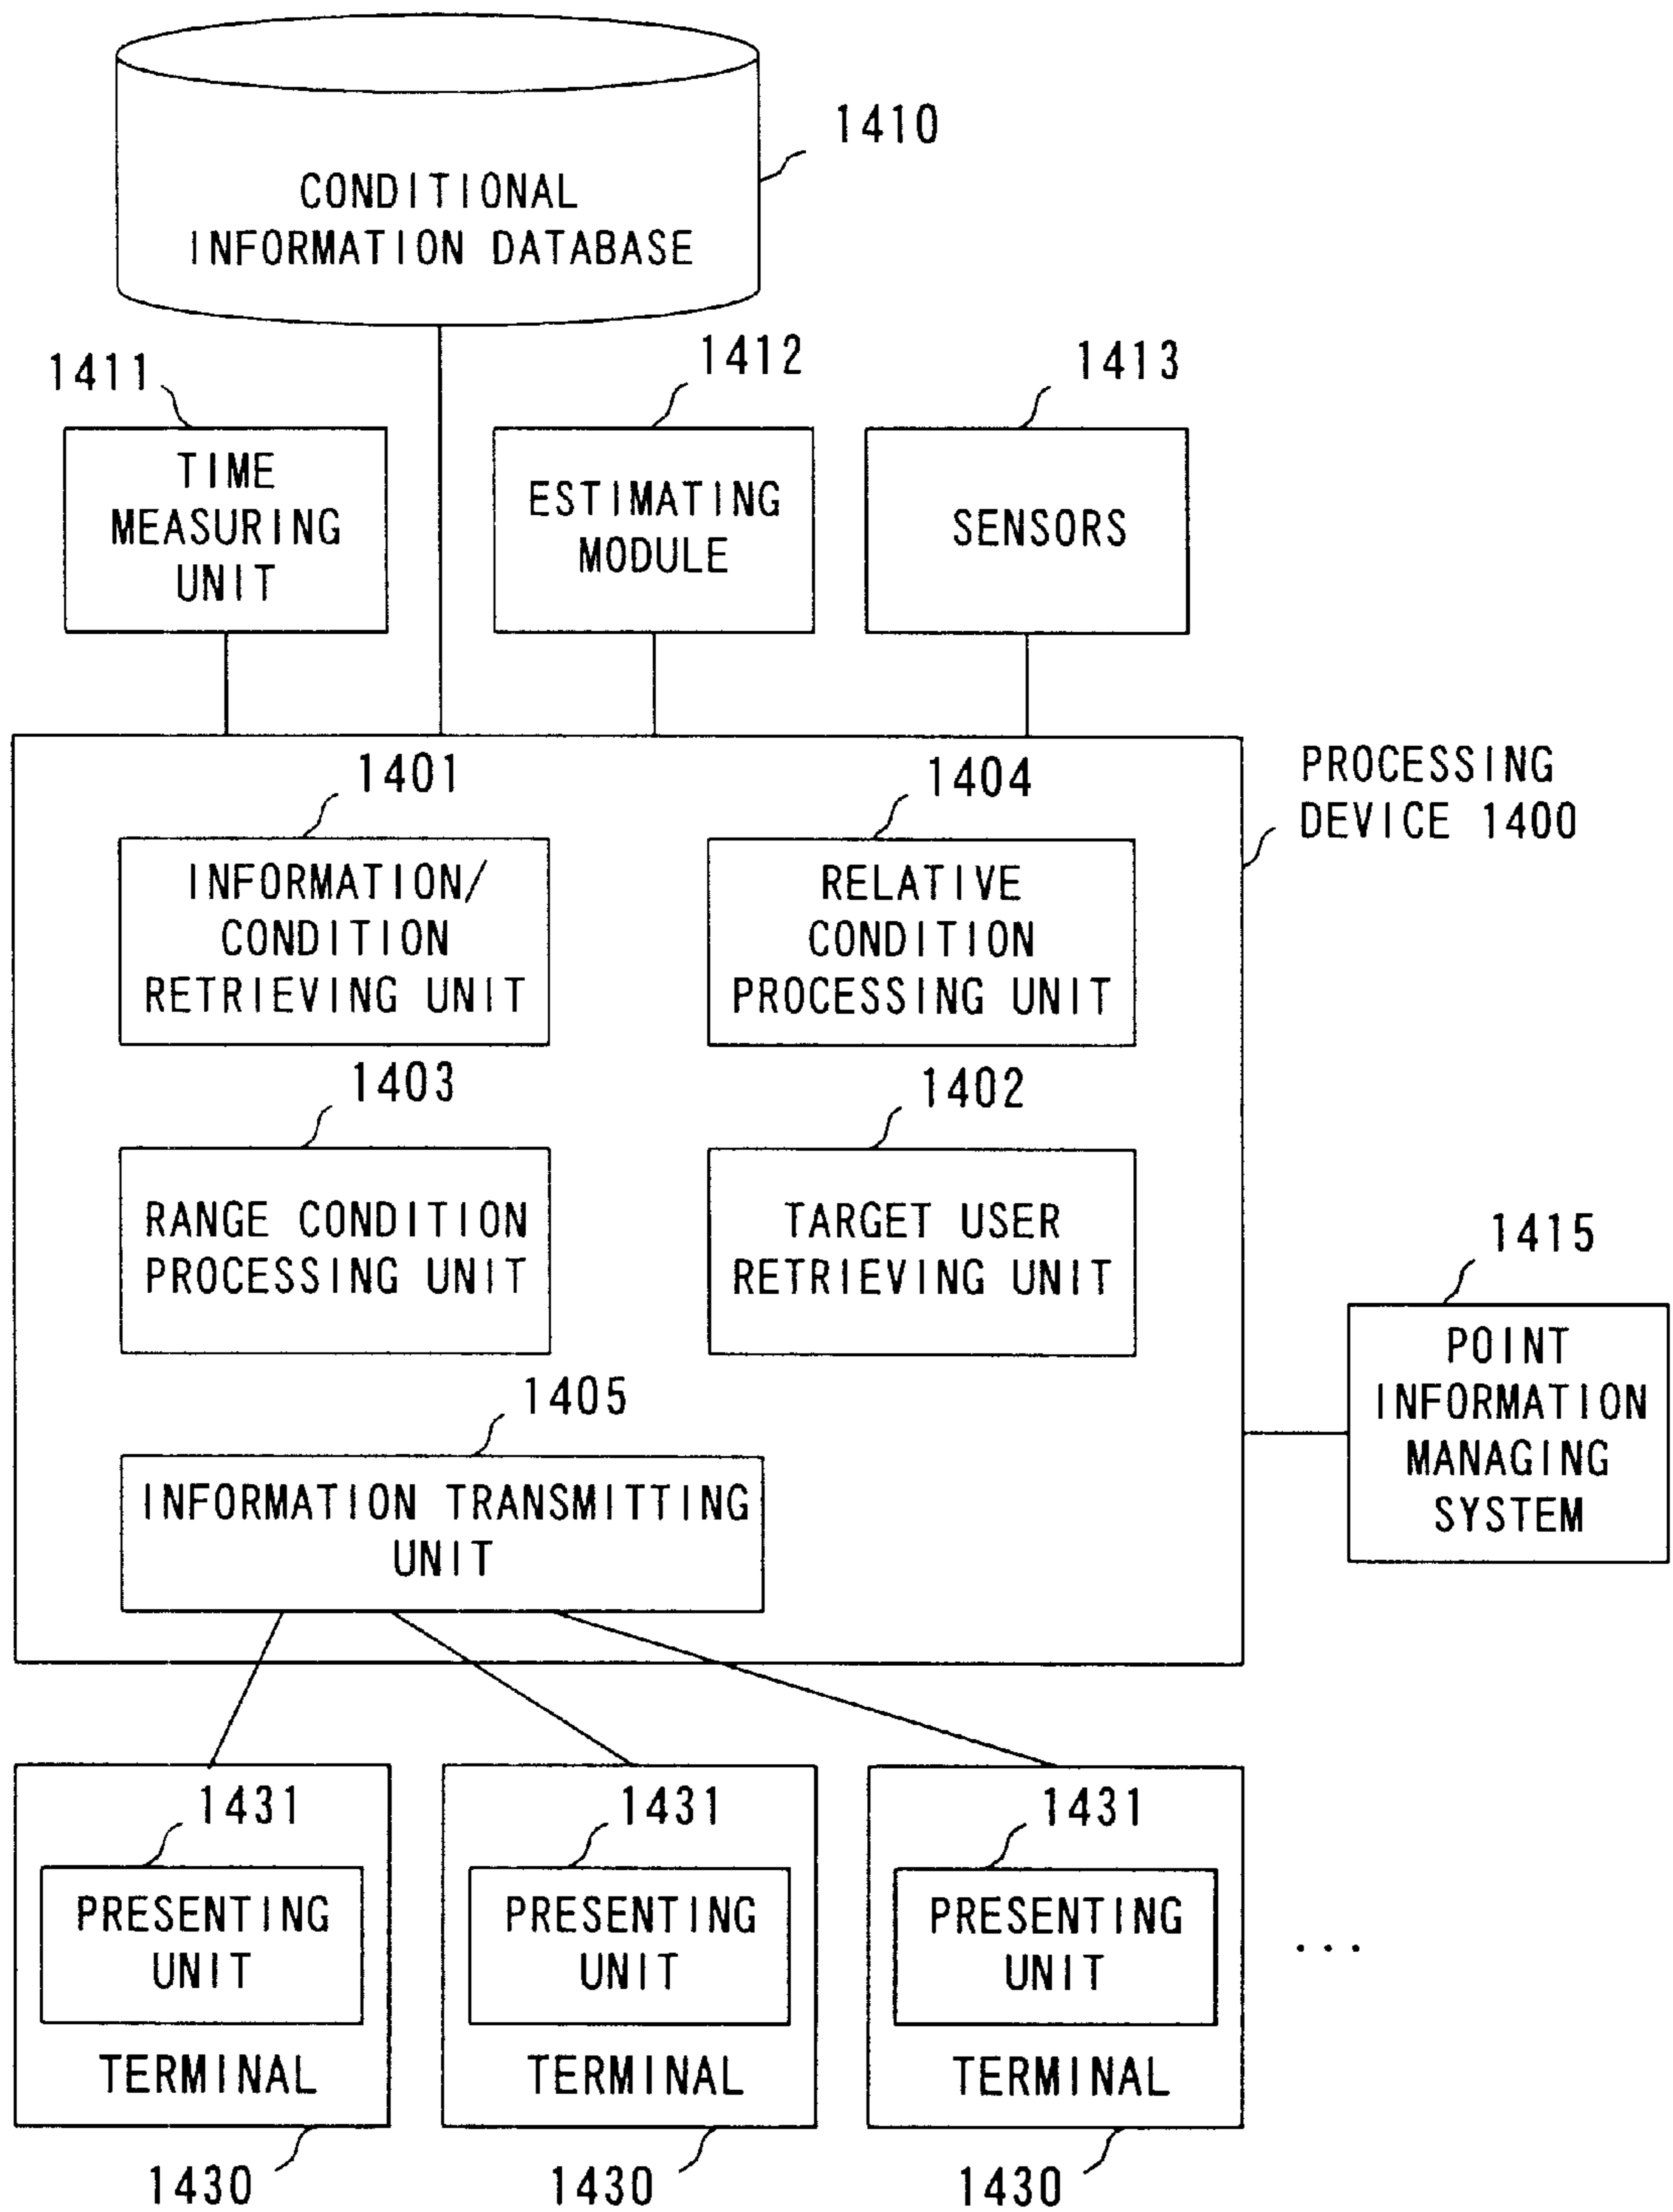 1410
CONDITIONAL
INFORMATION DATABASE
1411
1412
1413
TIME
MEASURING
UNIT
ESTIMATING
MODULE
SENSORS
PROCESSING
DEVICE 1400
1401
INFORMATION/
CONDITION
RETRIEVING UNIT
1404
RELATIVE
CONDITION
PROCESSING UNIT
1403
RANGE CONDITION
PROCESSING UNIT
1402
TARGET USER
RETRIEVING UNIT
1415
POINT
INFORMATION
MANAGING
SYSTEM
1405
INFORMATION TRANSMITTING
UNIT
1431
PRESENTING
UNIT
TERMINAL
1430
1431
PRESENTING
UNIT
TERMINAL
1430
1431
PRESENTING
UNIT
TERMINAL
1430
...